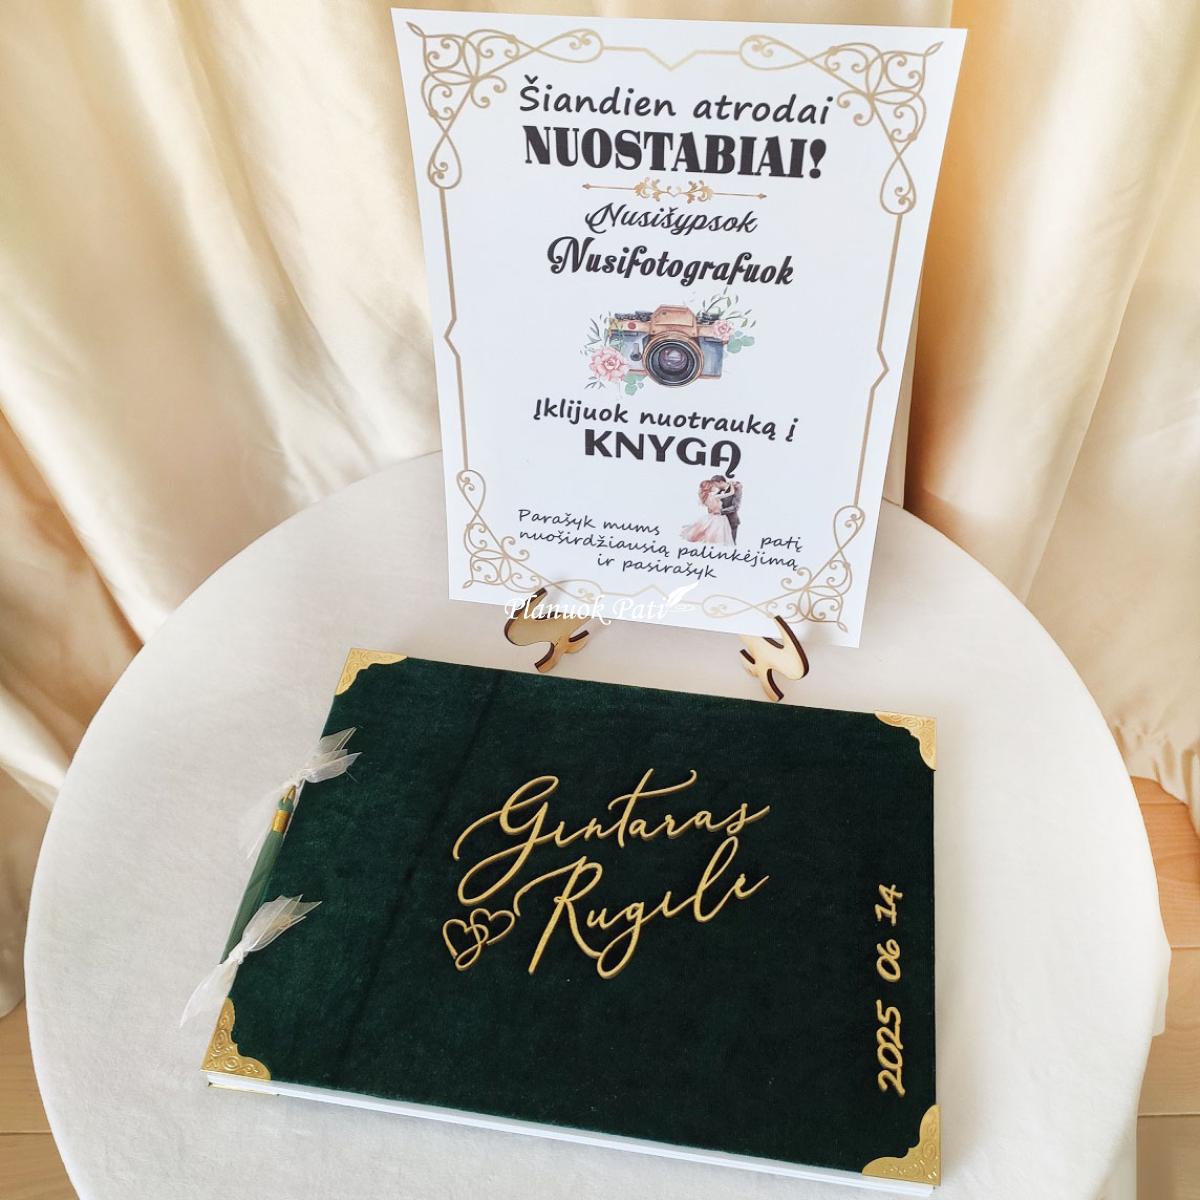 Šiandien atrodai
NUOSTABIAI!
Nusišypsok
Nusifotografuok
Įklijuok nuotrauką į
KNYGĄ
Parašyk mums patį
nuoširdžiausią palinkėjimą
ir pasirašyk
Planuok Pati
Gintaras
Rugilė
2025 06 14